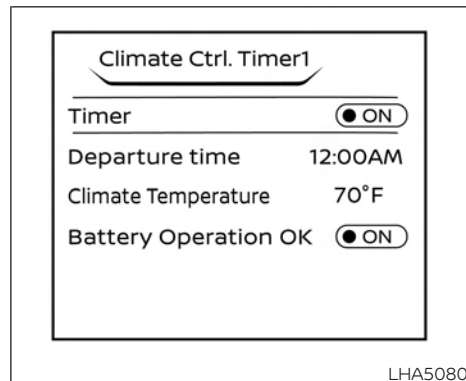 Climate Ctrl. Timer1
Timer ON
Departure time 12:00AM
Climate Temperature 70°F
Battery Operation OK ON
LHA5080